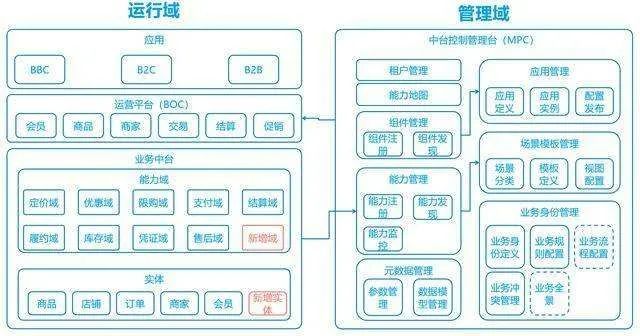 运行域
管理域
应用
BBC
B2C
B2B
运营平台（BOC）
会员
商品
商家
交易
结算
促销
业务中台
能力域
定价域
优惠域
限购域
支付域
结算域
履约域
库存域
凭证域
售后域
新增域
实体
商品
店铺
订单
商家
会员
新增实
体
中台控制管理台（MPC）
租户管理
能力地图
组件管理
组件注
册
组件发
现
能力管理
能力注
册
能力发
现
能力监
控
元数据管理
参数管
理
数据模
型管理
应用管理
应用
定义
应用
实例
配置
发布
场景模板管理
场景
分类
模板
定义
视图
配置
业务身份管理
业务身
份定义
业务规
则配置
业务流
程配置
业务冲
突管理
业务全
景